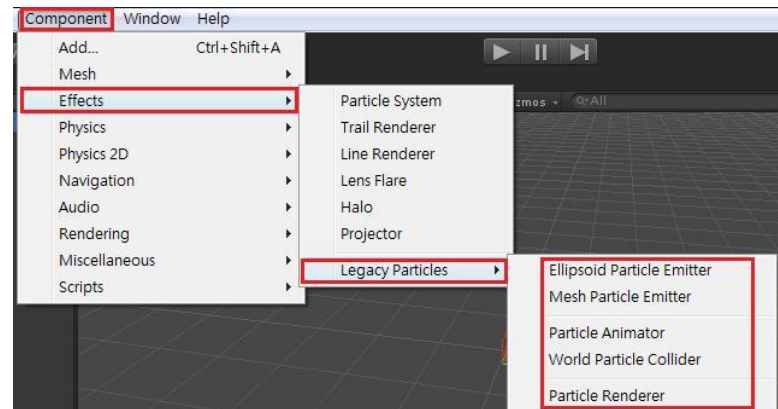 Component Window Help
Add... Ctrl+Shift+A
Mesh
Effects
Physics
Physics 2D
Navigation
Audio
Rendering
Miscellaneous
Scripts
Particle System
Trail Renderer
Line Renderer
Lens Flare
Halo
Projector
Legacy Particles
Ellipsoid Particle Emitter
Mesh Particle Emitter
Particle Animator
World Particle Collider
Particle Renderer
All